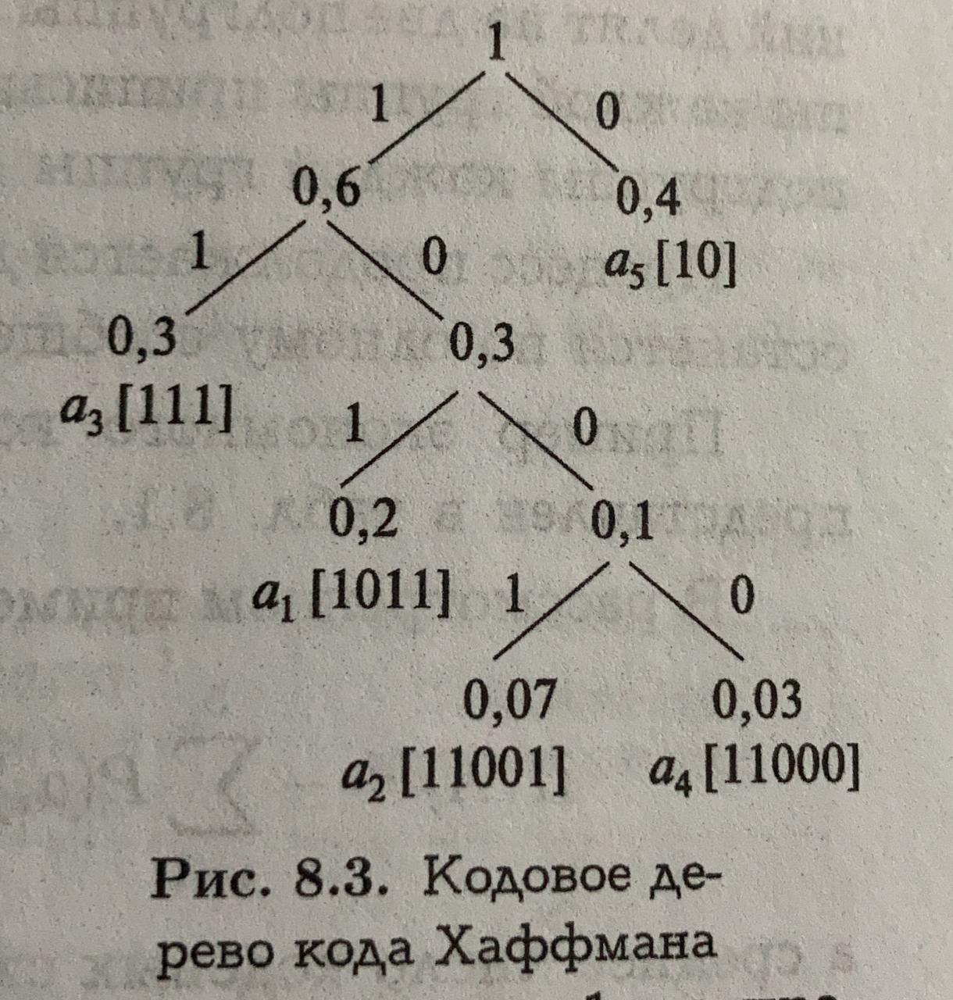 1
1 0
0,6 0,4
1 0 a₅ [10]
0,3 0,3
a₃ [111] 1 0
0,2 0,1
a₁ [1011] 1 0
0,07 0,03
a₂ [11001] a₄ [11000]
Рис. 8.3. Кодовое де-
рево кода Хаффмана